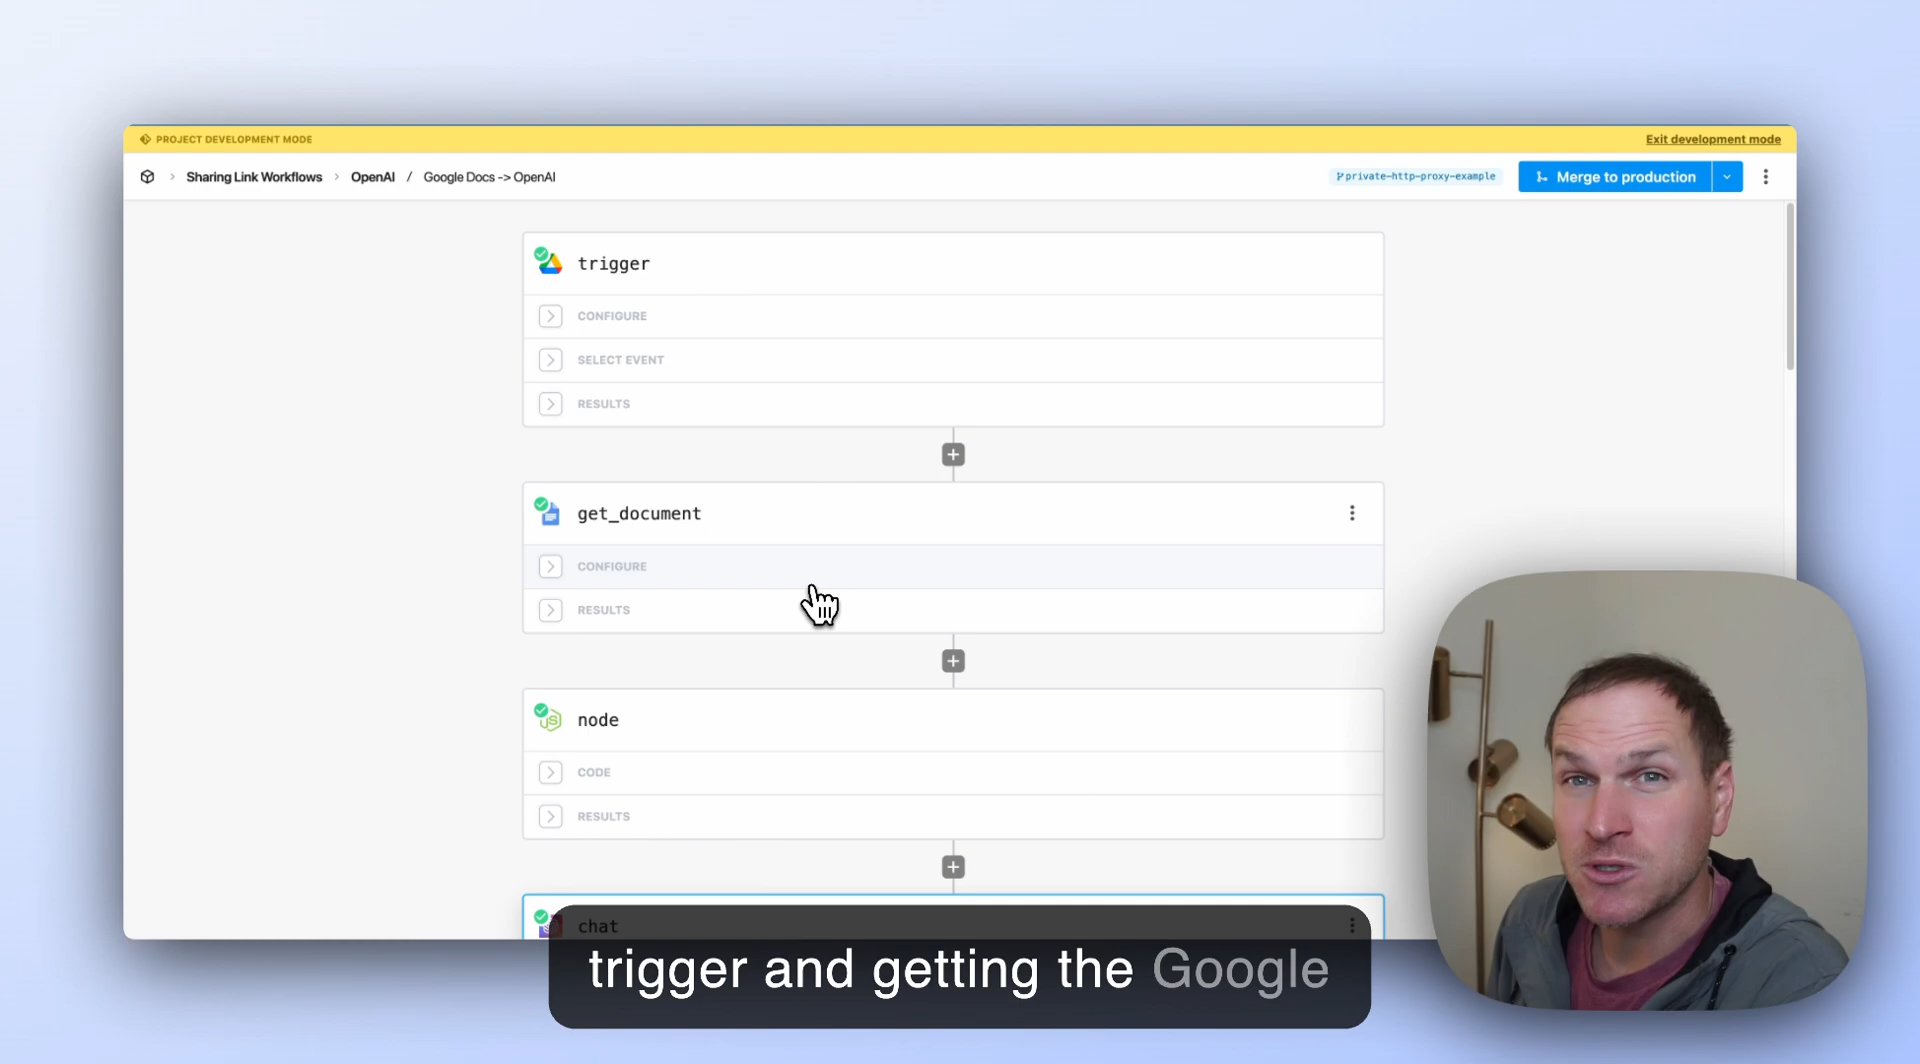 PROJECT DEVELOPMENT MODE
Exit development mode
Sharing Link Workflows > OpenAI / Google Docs -> OpenAI
private-http-proxy-example
Merge to production
trigger
CONFIGURE
SELECT EVENT
RESULTS
get_document
CONFIGURE
RESULTS
node
CODE
RESULTS
chat
trigger and getting the Google